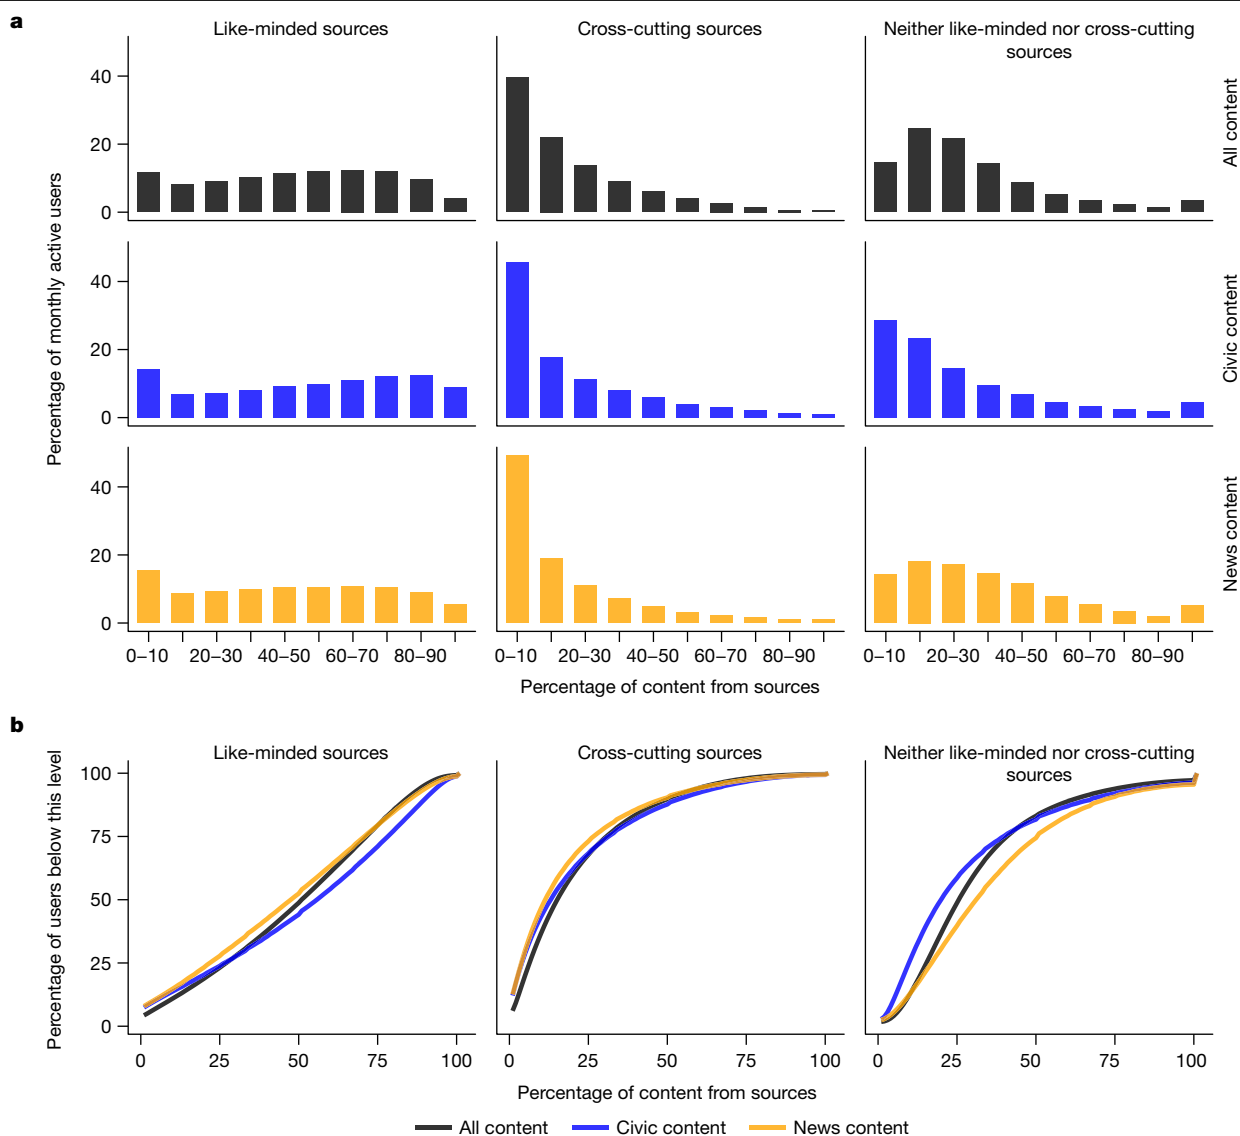 a
Like-minded sources
Cross-cutting sources
Neither like-minded nor cross-cutting
sources
Percentage of monthly active users
40
20
0
All content
40
20
0
Civic content
40
20
0
News content
0–10 20–30 40–50 60–70 80–90
0–10 20–30 40–50 60–70 80–90
0–10 20–30 40–50 60–70 80–90
Percentage of content from sources
b
Like-minded sources
Cross-cutting sources
Neither like-minded nor cross-cutting
sources
Percentage of users below this level
100
75
50
25
0
0 25 50 75 100
0 25 50 75 100
0 25 50 75 100
Percentage of content from sources
All content Civic content News content